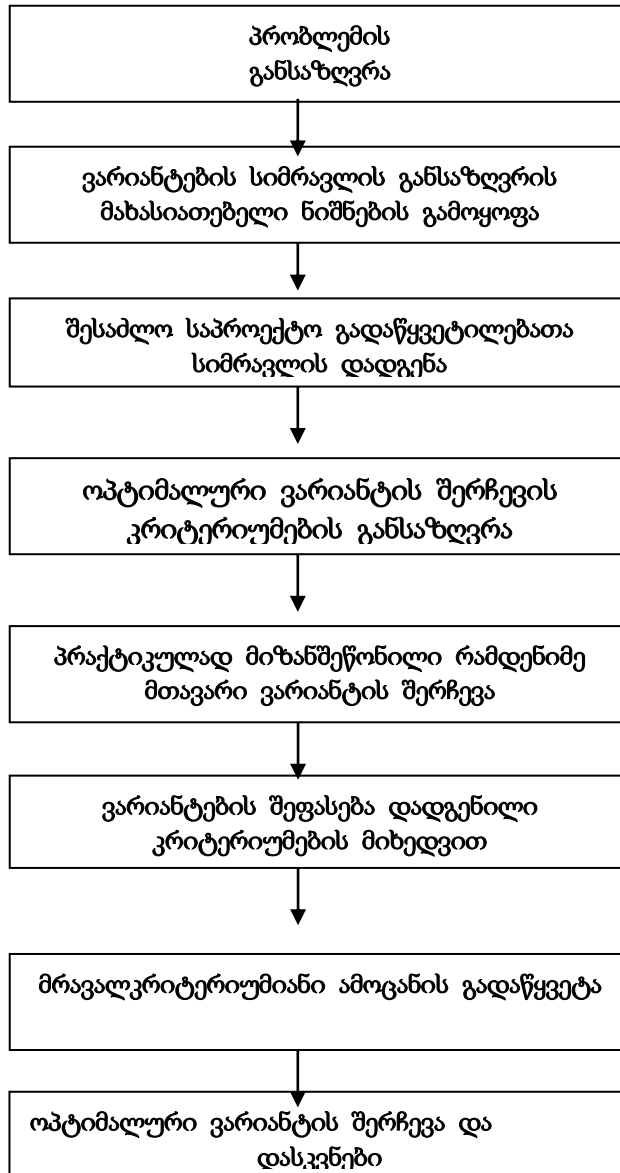 პრობლემის
განსაზღვრა
ვარიანტების სიმრავლის განსაზღვრის
მახასიათებელი ნიშნების გამოყოფა
შესაძლო საპროექტო გადაწყვეტილებათა
სიმრავლის დადგენა
ოპტიმალური ვარიანტის შერჩევის
კრიტერიუმების განსაზღვრა
პრაქტიკულად მიზანშეწონილი რამდენიმე
მთავარი ვარიანტის შერჩევა
ვარიანტების შეფასება დადგენილი
კრიტერიუმების მიხედვით
მრავალკრიტერიუმიანი ამოცანის გადაწყვეტა
ოპტიმალური ვარიანტის შერჩევა და
დასკვნები